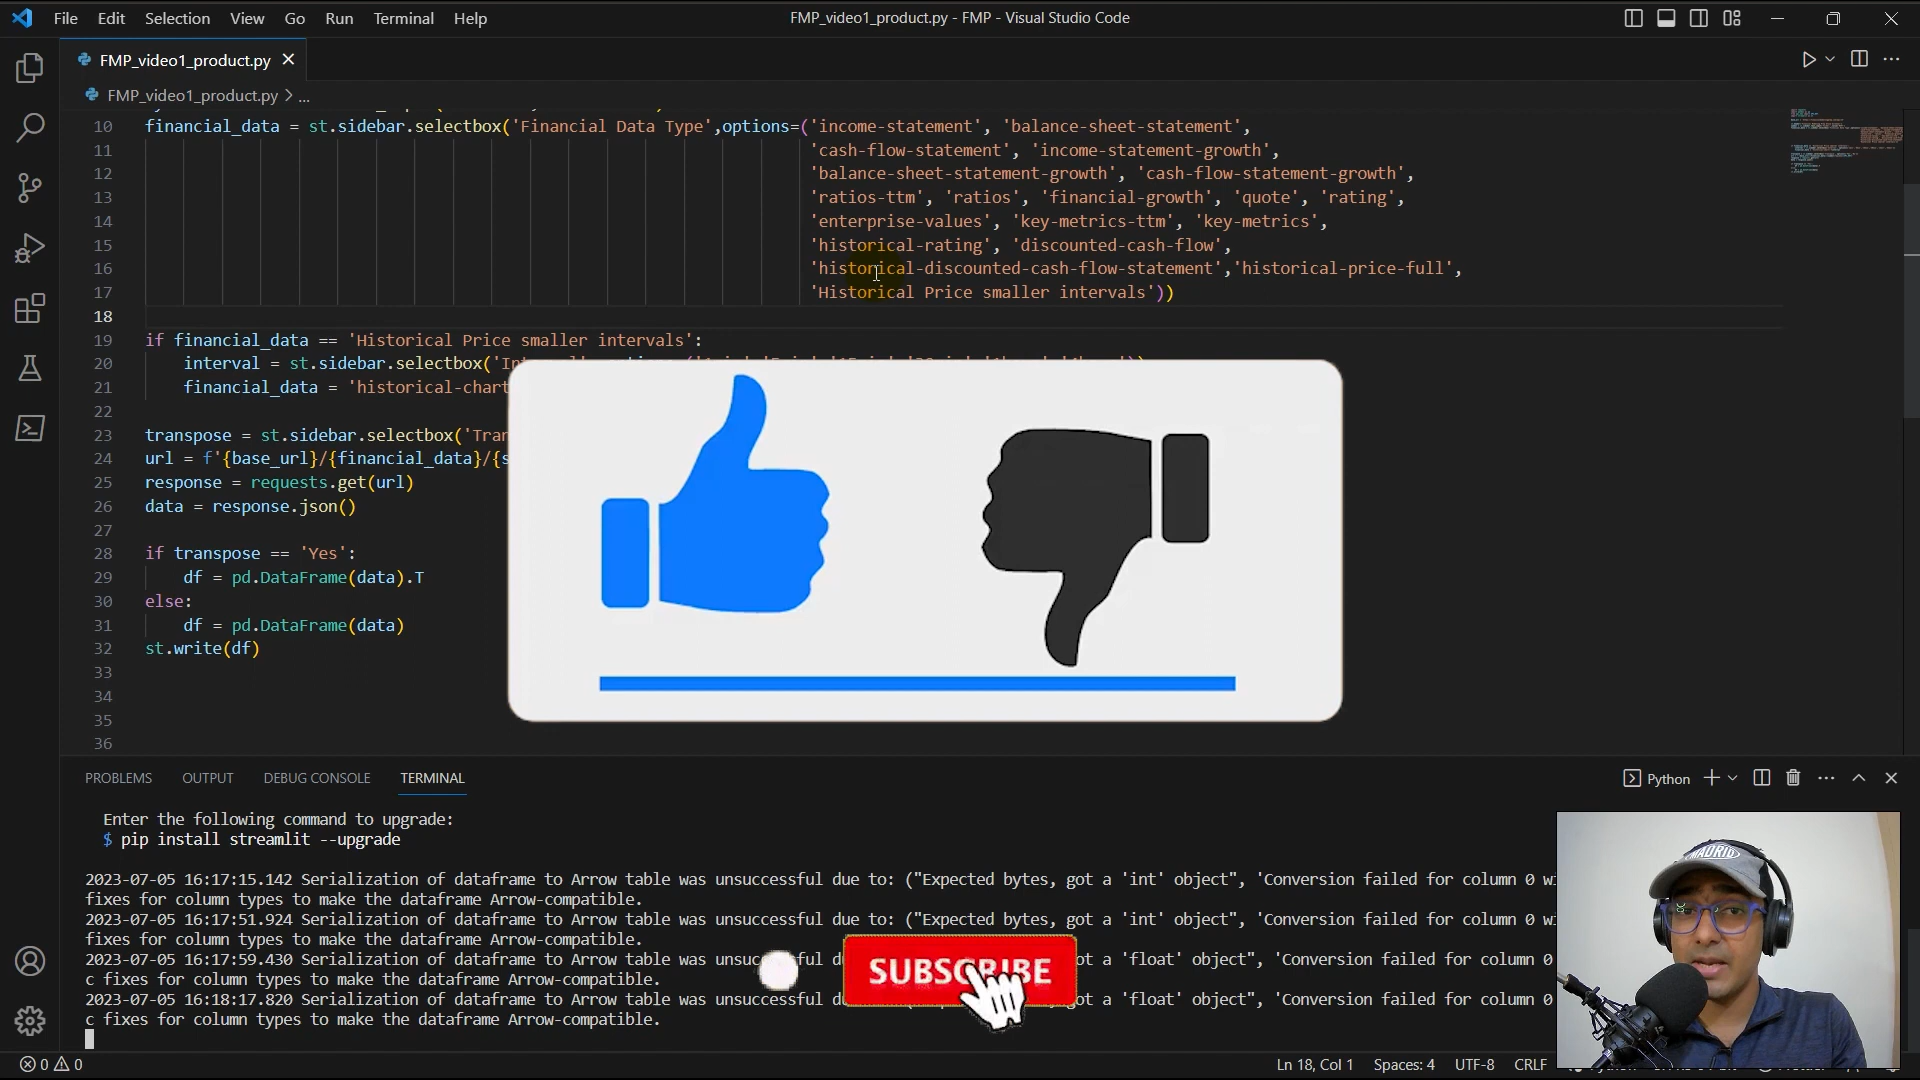 File Edit Selection View Go Run Terminal Help
FMP_video1_product.py - FMP - Visual Studio Code
FMP_video1_product.py
FMP_video1_product.py > ...
10 financial_data = st.sidebar.selectbox('Financial Data Type',options=('income-statement', 'balance-sheet-statement',
11 'cash-flow-statement', 'income-statement-growth',
12 'balance-sheet-statement-growth', 'cash-flow-statement-growth',
13 'ratios-ttm', 'ratios', 'financial-growth', 'quote', 'rating',
14 'enterprise-values', 'key-metrics-ttm', 'key-metrics',
15 'historical-rating', 'discounted-cash-flow',
16 'historical-discounted-cash-flow-statement','historical-price-full',
17 'Historical Price smaller intervals'))
18
19 if financial_data == 'Historical Price smaller intervals':
20 interval = st.sidebar.selectbox('In
21 financial_data = 'historical-chart
22
23 transpose = st.sidebar.selectbox('Tran
24 url = f'{base_url}/{financial_data}/{s
25 response = requests.get(url)
26 data = response.json()
27
28 if transpose == 'Yes':
29 df = pd.DataFrame(data).T
30 else:
31 df = pd.DataFrame(data)
32 st.write(df)
33
34
35
36
PROBLEMS OUTPUT DEBUG CONSOLE TERMINAL
Python
Enter the following command to upgrade:
$ pip install streamlit --upgrade
2023-07-05 16:17:15.142 Serialization of dataframe to Arrow table was unsuccessful due to: ("Expected bytes, got a 'int' object", 'Conversion failed for column 0 wi
fixes for column types to make the dataframe Arrow-compatible.
2023-07-05 16:17:51.924 Serialization of dataframe to Arrow table was unsuccessful due to: ("Expected bytes, got a 'int' object", 'Conversion failed for column 0 wi
fixes for column types to make the dataframe Arrow-compatible.
2023-07-05 16:17:59.430 Serialization of dataframe to Arrow table was unsuc ful d t a 'float' object", 'Conversion failed for column 0
c fixes for column types to make the dataframe Arrow-compatible.
2023-07-05 16:18:17.820 Serialization of dataframe to Arrow table was unsuccessful d t a 'float' object", 'Conversion failed for column 0
c fixes for column types to make the dataframe Arrow-compatible.
SUBSCRIBE
MADRID
0 0
Ln 18, Col 1 Spaces: 4 UTF-8 CRLF